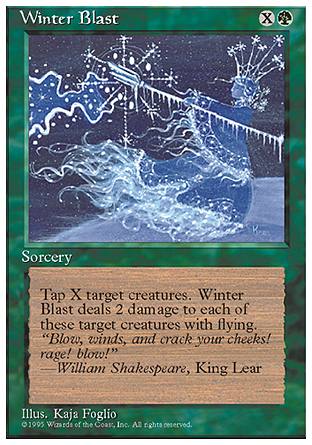 Winter Blast X
Sorcery
Tap X target creatures. Winter
Blast deals 2 damage to each of
these target creatures with flying.
"Blow, winds, and crack your cheeks!
rage! blow!"
—William Shakespeare, King Lear
Illus. Kaja Foglio
©1995 Wizards of the Coast, Inc. All rights reserved.